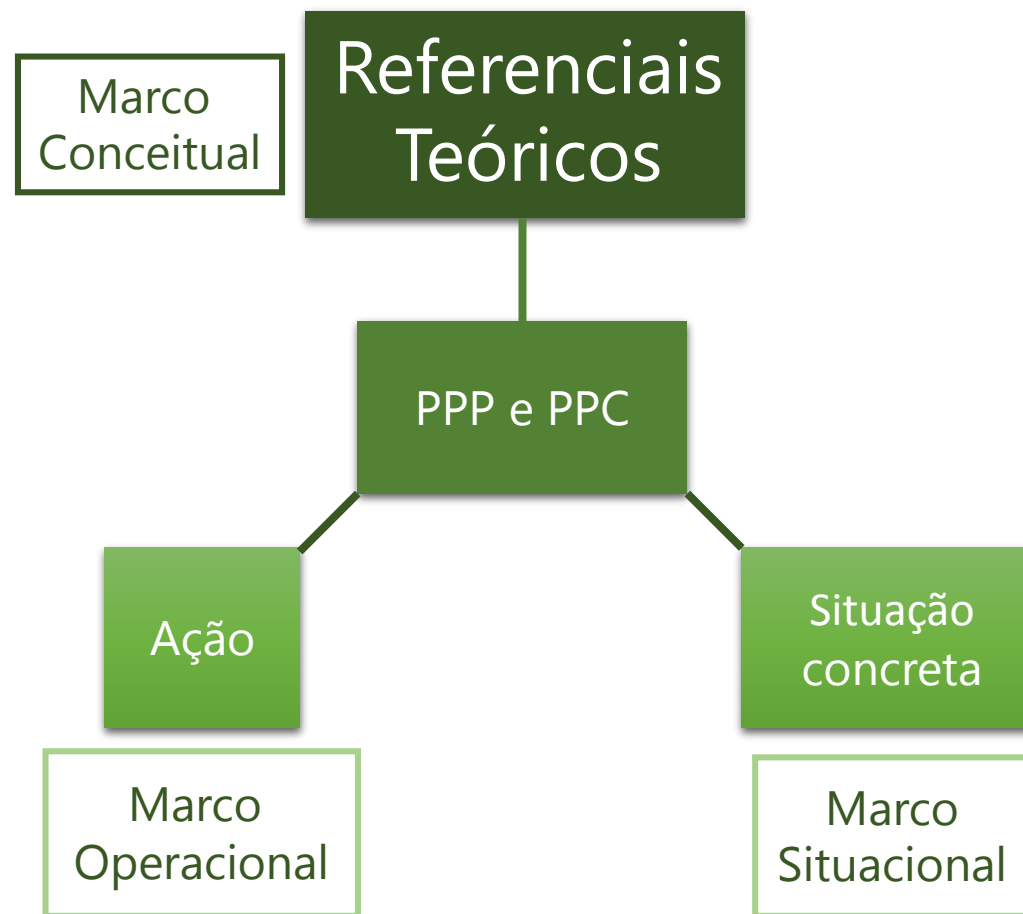 Marco
Conceitual
Referenciais
Teóricos
PPP e PPC
Ação
Situação
concreta
Marco
Operacional
Marco
Situacional